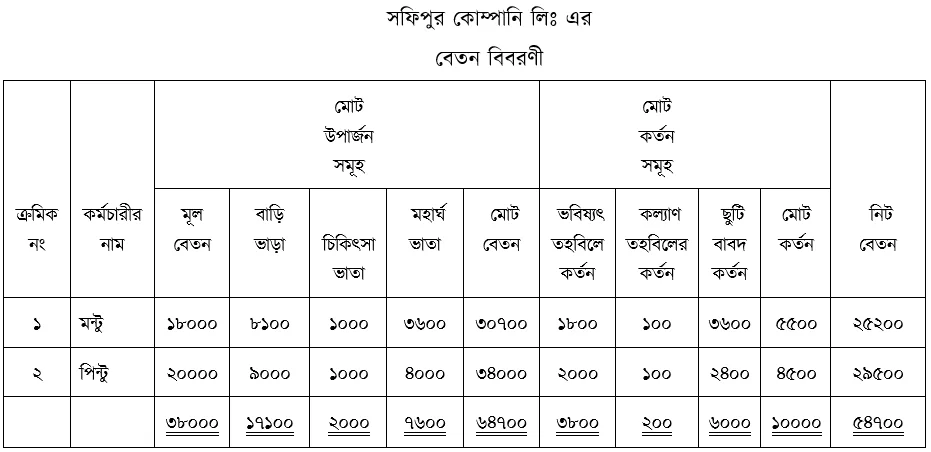 সফিপুর কোম্পানি লিঃ এর
বেতন বিবরণী
ক্রমিক নং
কর্মচারীর নাম
মোট উপার্জন সমূহ
মোট কর্তন সমূহ
নিট বেতন
মূল বেতন
বাড়ি ভাড়া
চিকিৎসা ভাতা
মহার্ঘ ভাতা
মোট বেতন
ভবিষ্যৎ তহবিলে কর্তন
কল্যাণ তহবিলের কর্তন
ছুটি বাবদ কর্তন
মোট কর্তন
১ মন্টু ১৮০০০ ৮১০০ ১০০০ ৩৬০০ ৩০৭০০ ১৮০০ ১০০ ৩৬০০ ৫৫০০ ২৫২০০
২ পিন্টু ২০০০০ ৯০০০ ১০০০ ৪০০০ ৩৪০০০ ২০০০ ১০০ ২৪০০ ৪৫০০ ২৯৫০০
৩৮০০০ ১৭১০০ ২০০০ ৭৬০০ ৬৪৭০০ ৩৮০০ ২০০ ৬০০০ ১০০০০ ৫৪৭০০